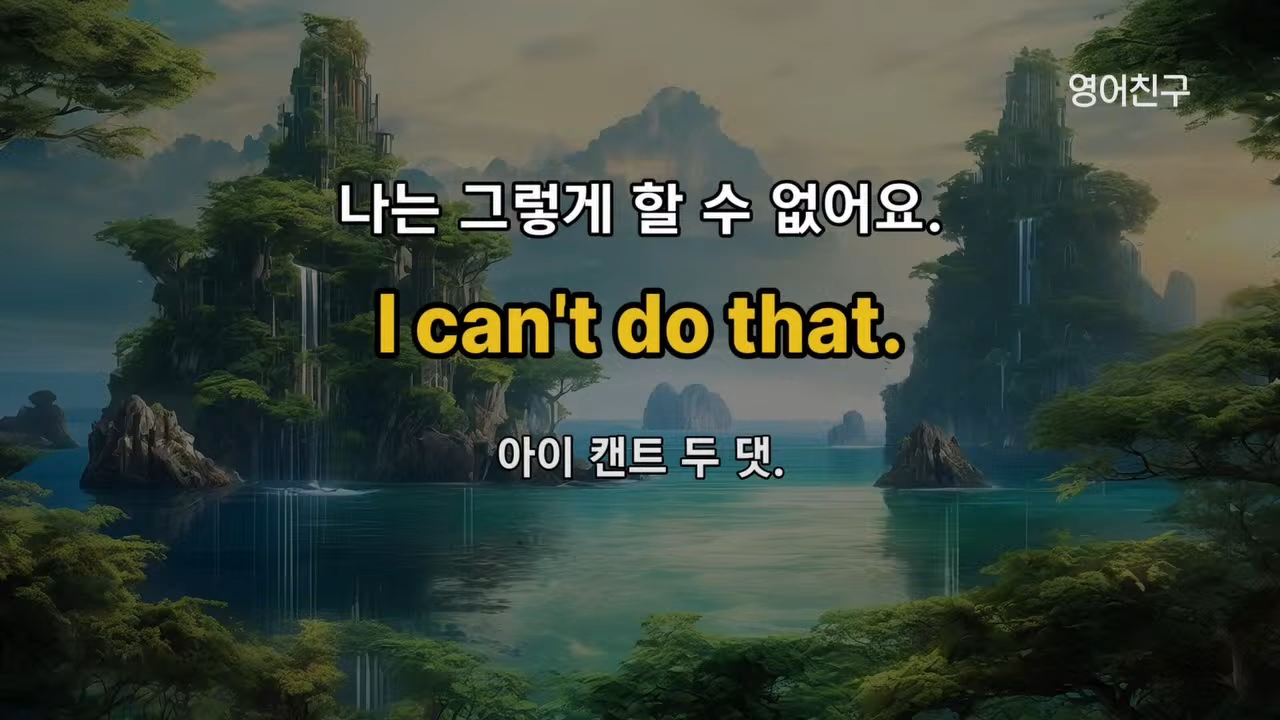 영어친구
나는 그렇게 할 수 없어요.
I can't do that.
아이 캔트 두 댓.